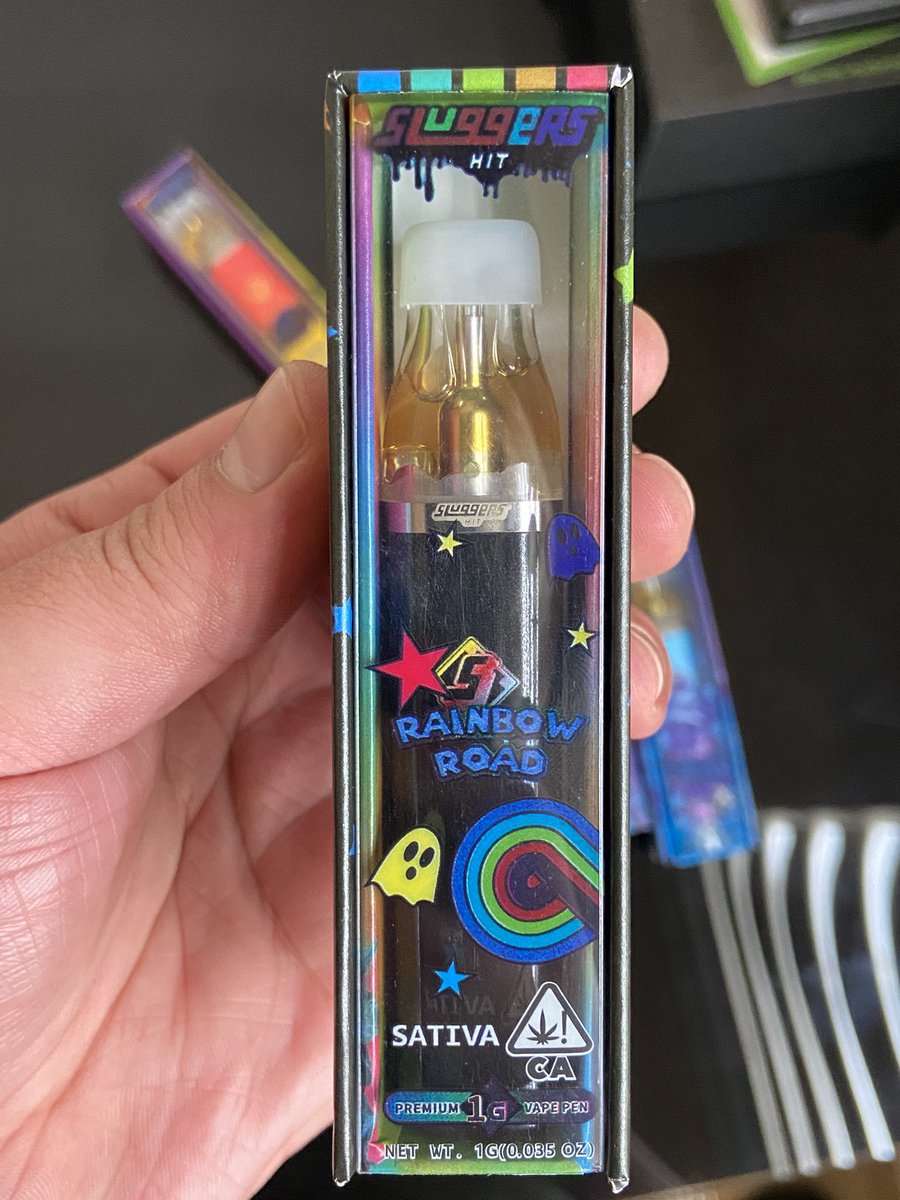 SLUGGERS
HIT
SLUGGERS
HIT
S
RAINBOW
ROAD
SATIVA
CA
PREMIUM 1G VAPE PEN
NET WT. 1G(0.035 OZ)